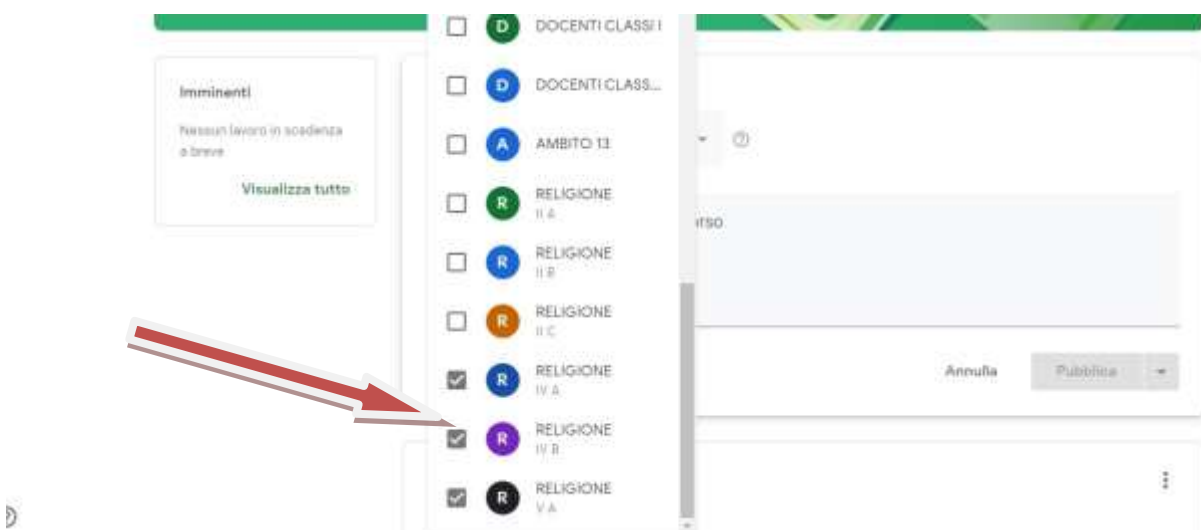 D DOCENTI CLASSI I
D DOCENTI CLASS...
A AMBITO 13
R RELIGIONE
II A
R RELIGIONE
II B
R RELIGIONE
II C
R RELIGIONE
IV A
R RELIGIONE
IV B
R RELIGIONE
V A
Imminenti
Nessun lavoro in scadenza
a breve
Visualizza tutto
rso
Annulla
Pubblica